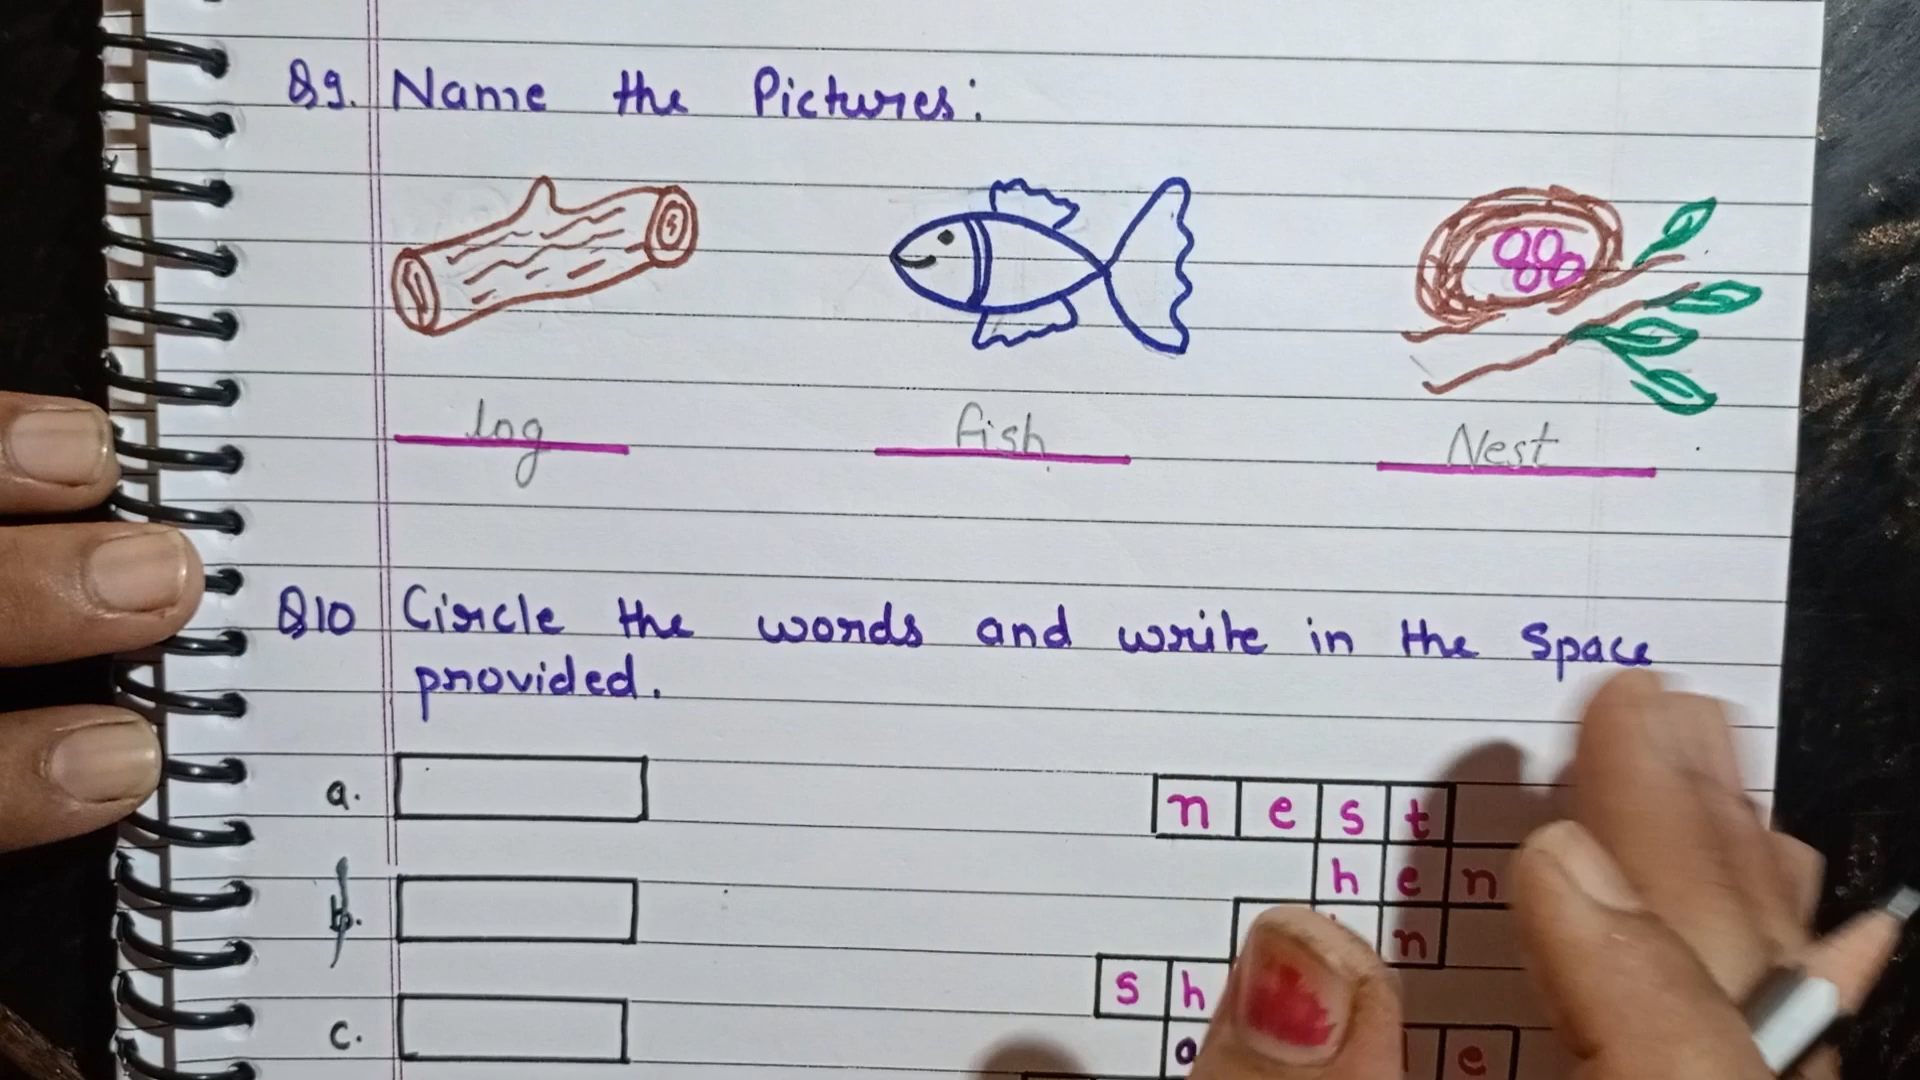 Q9. Name the Pictures:
log fish Nest
Q10 Circle the words and write in the space
provided.
a. n e s t
h e n
b. n
s h
c. a l e